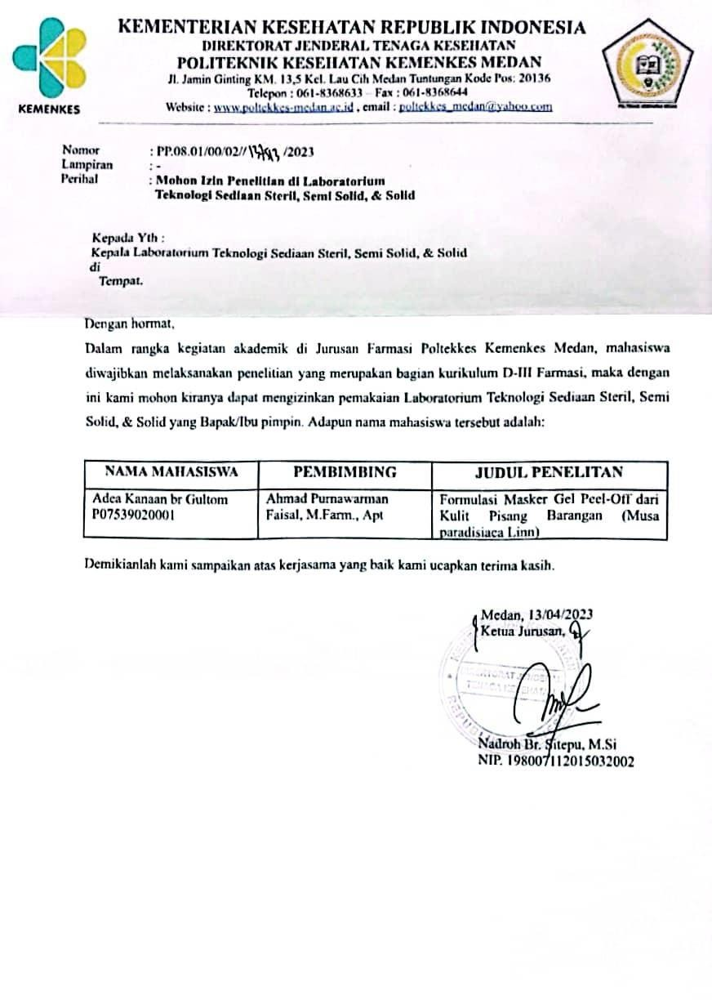 KEMENTERIAN KESEHATAN REPUBLIK INDONESIA
DIREKTORAT JENDERAL TENAGA KESEHATAN
POLITEKNIK KESEHATAN KEMENKES MEDAN
Jl. Jamin Ginting KM. 13,5 Kel. Lau Cih Medan Tuntungan Kode Pos: 20136
Telepon : 061-8368633 – Fax : 061-8368644
Website : www.poltekkes-medan.ac.id , email : poltekkes_medan@yahoo.com
KEMENKES
Nomor : PP.08.01/00/02// /2023
Lampiran : -
Perihal : Mohon Izin Penelitian di Laboratorium
Teknologi Sediaan Steril, Semi Solid, & Solid
Kepada Yth :
Kepala Laboratorium Teknologi Sediaan Steril, Semi Solid, & Solid
di
Tempat.
Dengan hormat,
Dalam rangka kegiatan akademik di Jurusan Farmasi Poltekkes Kemenkes Medan, mahasiswa
diwajibkan melaksanakan penelitian yang merupakan bagian kurikulum D-III Farmasi, maka dengan
ini kami mohon kiranya dapat mengizinkan pemakaian Laboratorium Teknologi Sediaan Steril, Semi
Solid, & Solid yang Bapak/Ibu pimpin. Adapun nama mahasiswa tersebut adalah:
NAMA MAHASISWA PEMBIMBING JUDUL PENELITAN
Adea Kanaan br Gultom Ahmad Purnawarman Formulasi Masker Gel Peel-Off dari
P07539020001 Faisal, M.Farm., Apt Kulit Pisang Barangan (Musa
paradisiaca Linn)
Demikianlah kami sampaikan atas kerjasama yang baik kami ucapkan terima kasih.
Medan, 13/04/2023
Ketua Jurusan,
DIREKTORAT JENDERAL
TENAGA KESEHATAN
Nadroh Br. Sitepu, M.Si
NIP. 198007112015032002